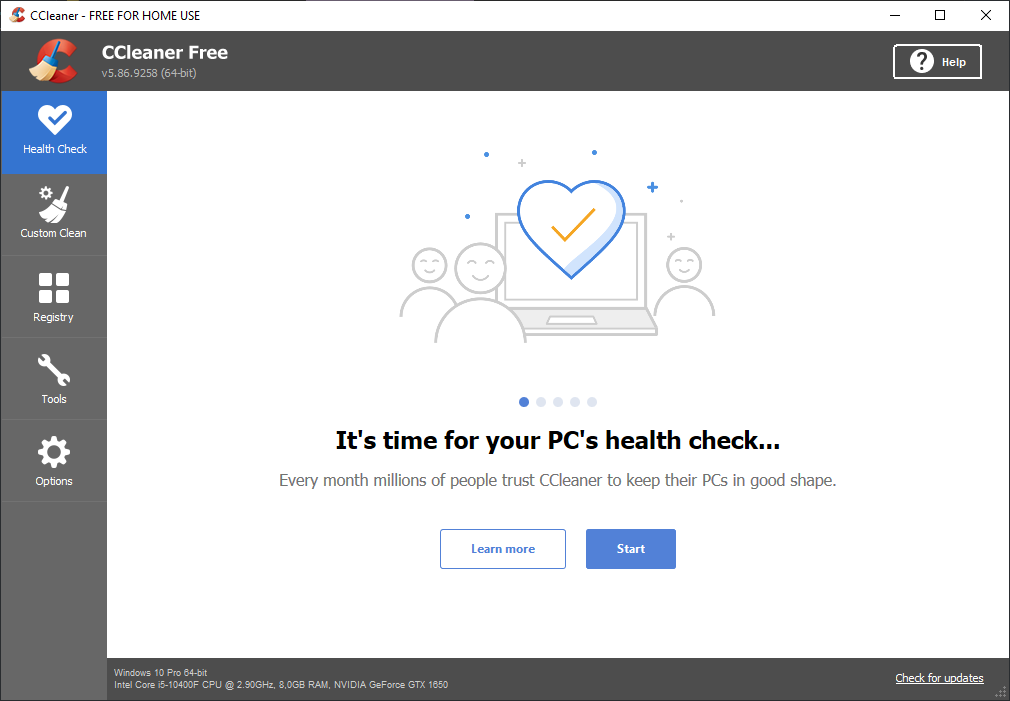 CCleaner - FREE FOR HOME USE
CCleaner Free
v5.86.9258 (64-bit)
Help
Health Check
Custom Clean
Registry
Tools
Options
It's time for your PC's health check...
Every month millions of people trust CCleaner to keep their PCs in good shape.
Learn more
Start
Windows 10 Pro 64-bit
Intel Core i5-10400F CPU @ 2.90GHz, 8,0GB RAM, NVIDIA GeForce GTX 1650
Check for updates